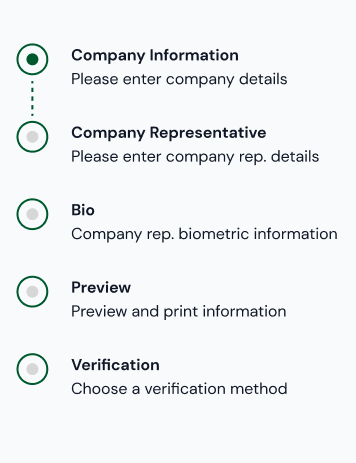 Company Information
Please enter company details
Company Representative
Please enter company rep. details
Bio
Company rep. biometric information
Preview
Preview and print information
Verification
Choose a verification method